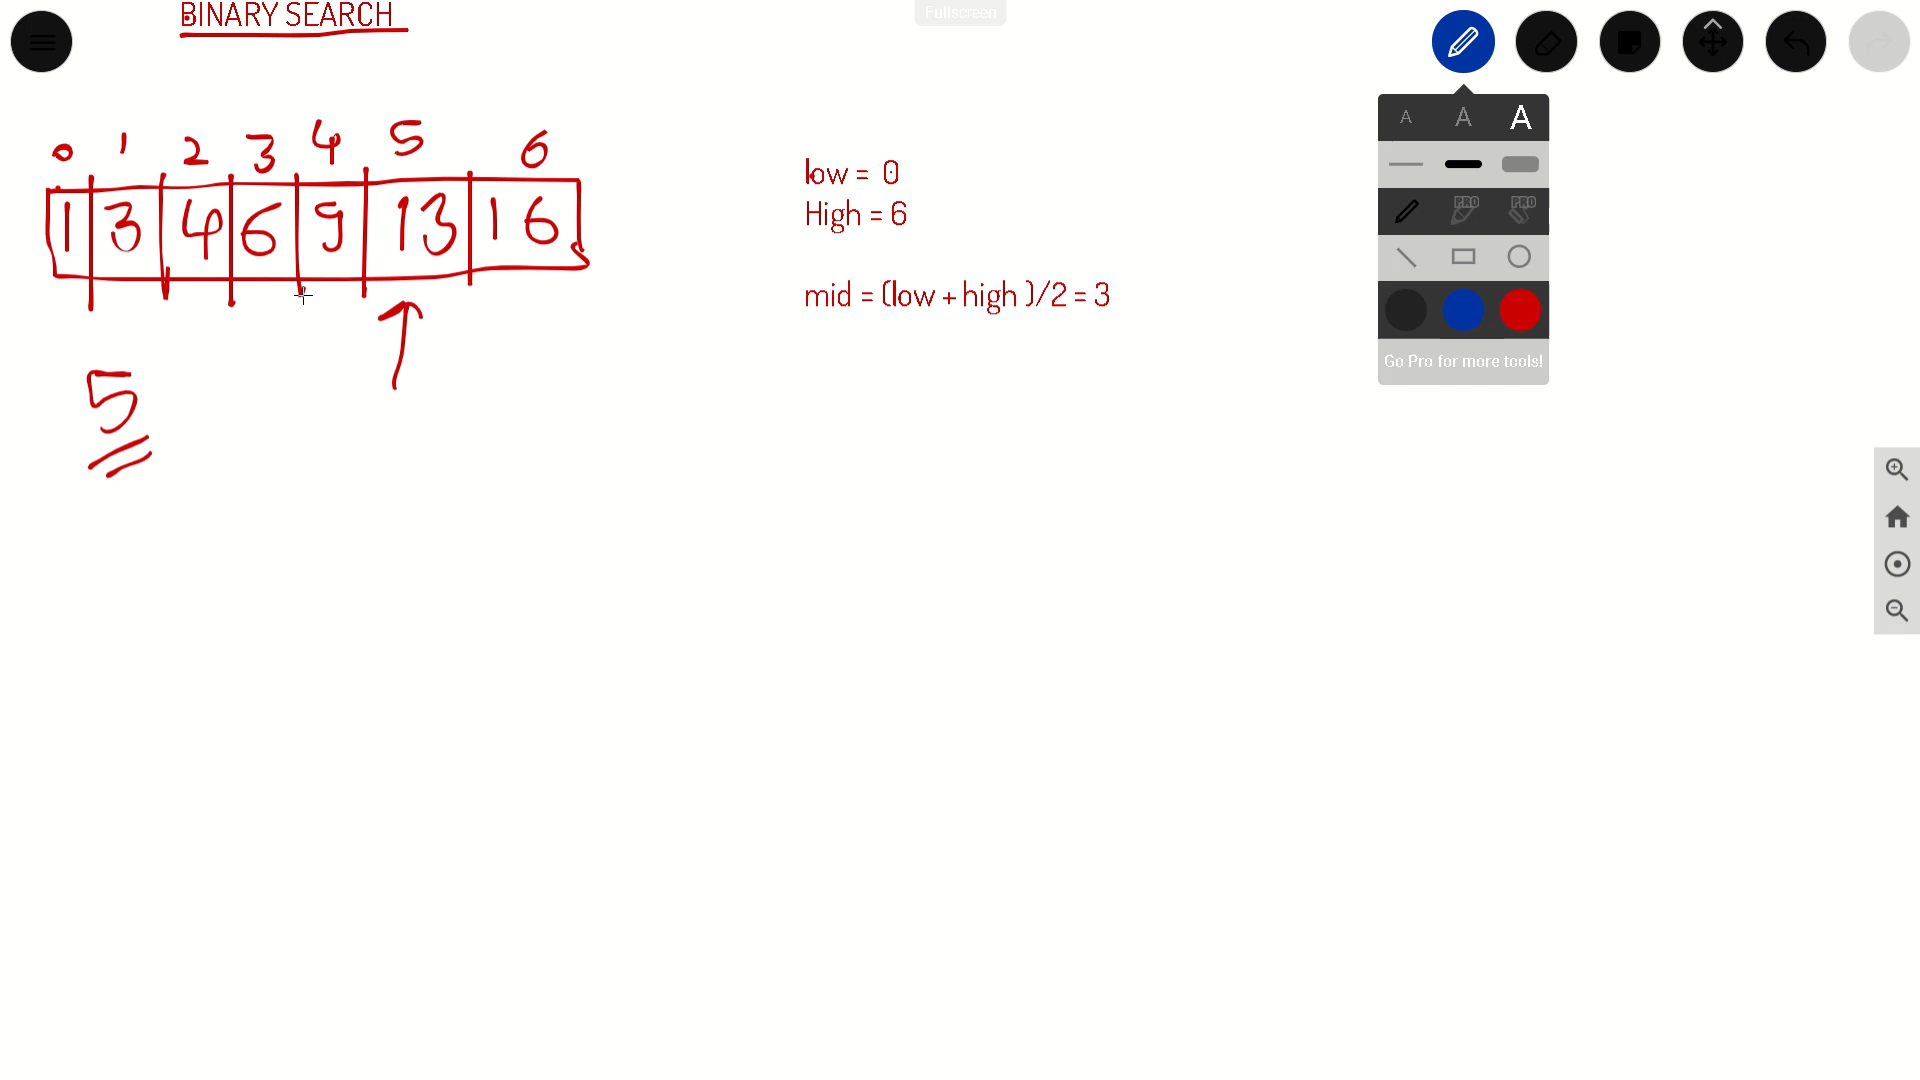 Fullscreen
BINARY SEARCH
0 1 2 3 4 5 6
1 3 4 6 9 13 16
5
low = 0
High = 6
mid = (low + high )/2 = 3
A A A
PRO PRO
Go Pro for more tools!